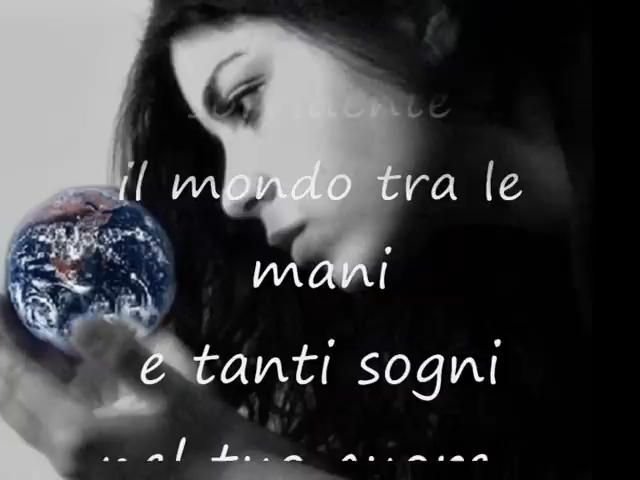 il mondo tra le
mani
e tanti sogni
nel tuo cuore